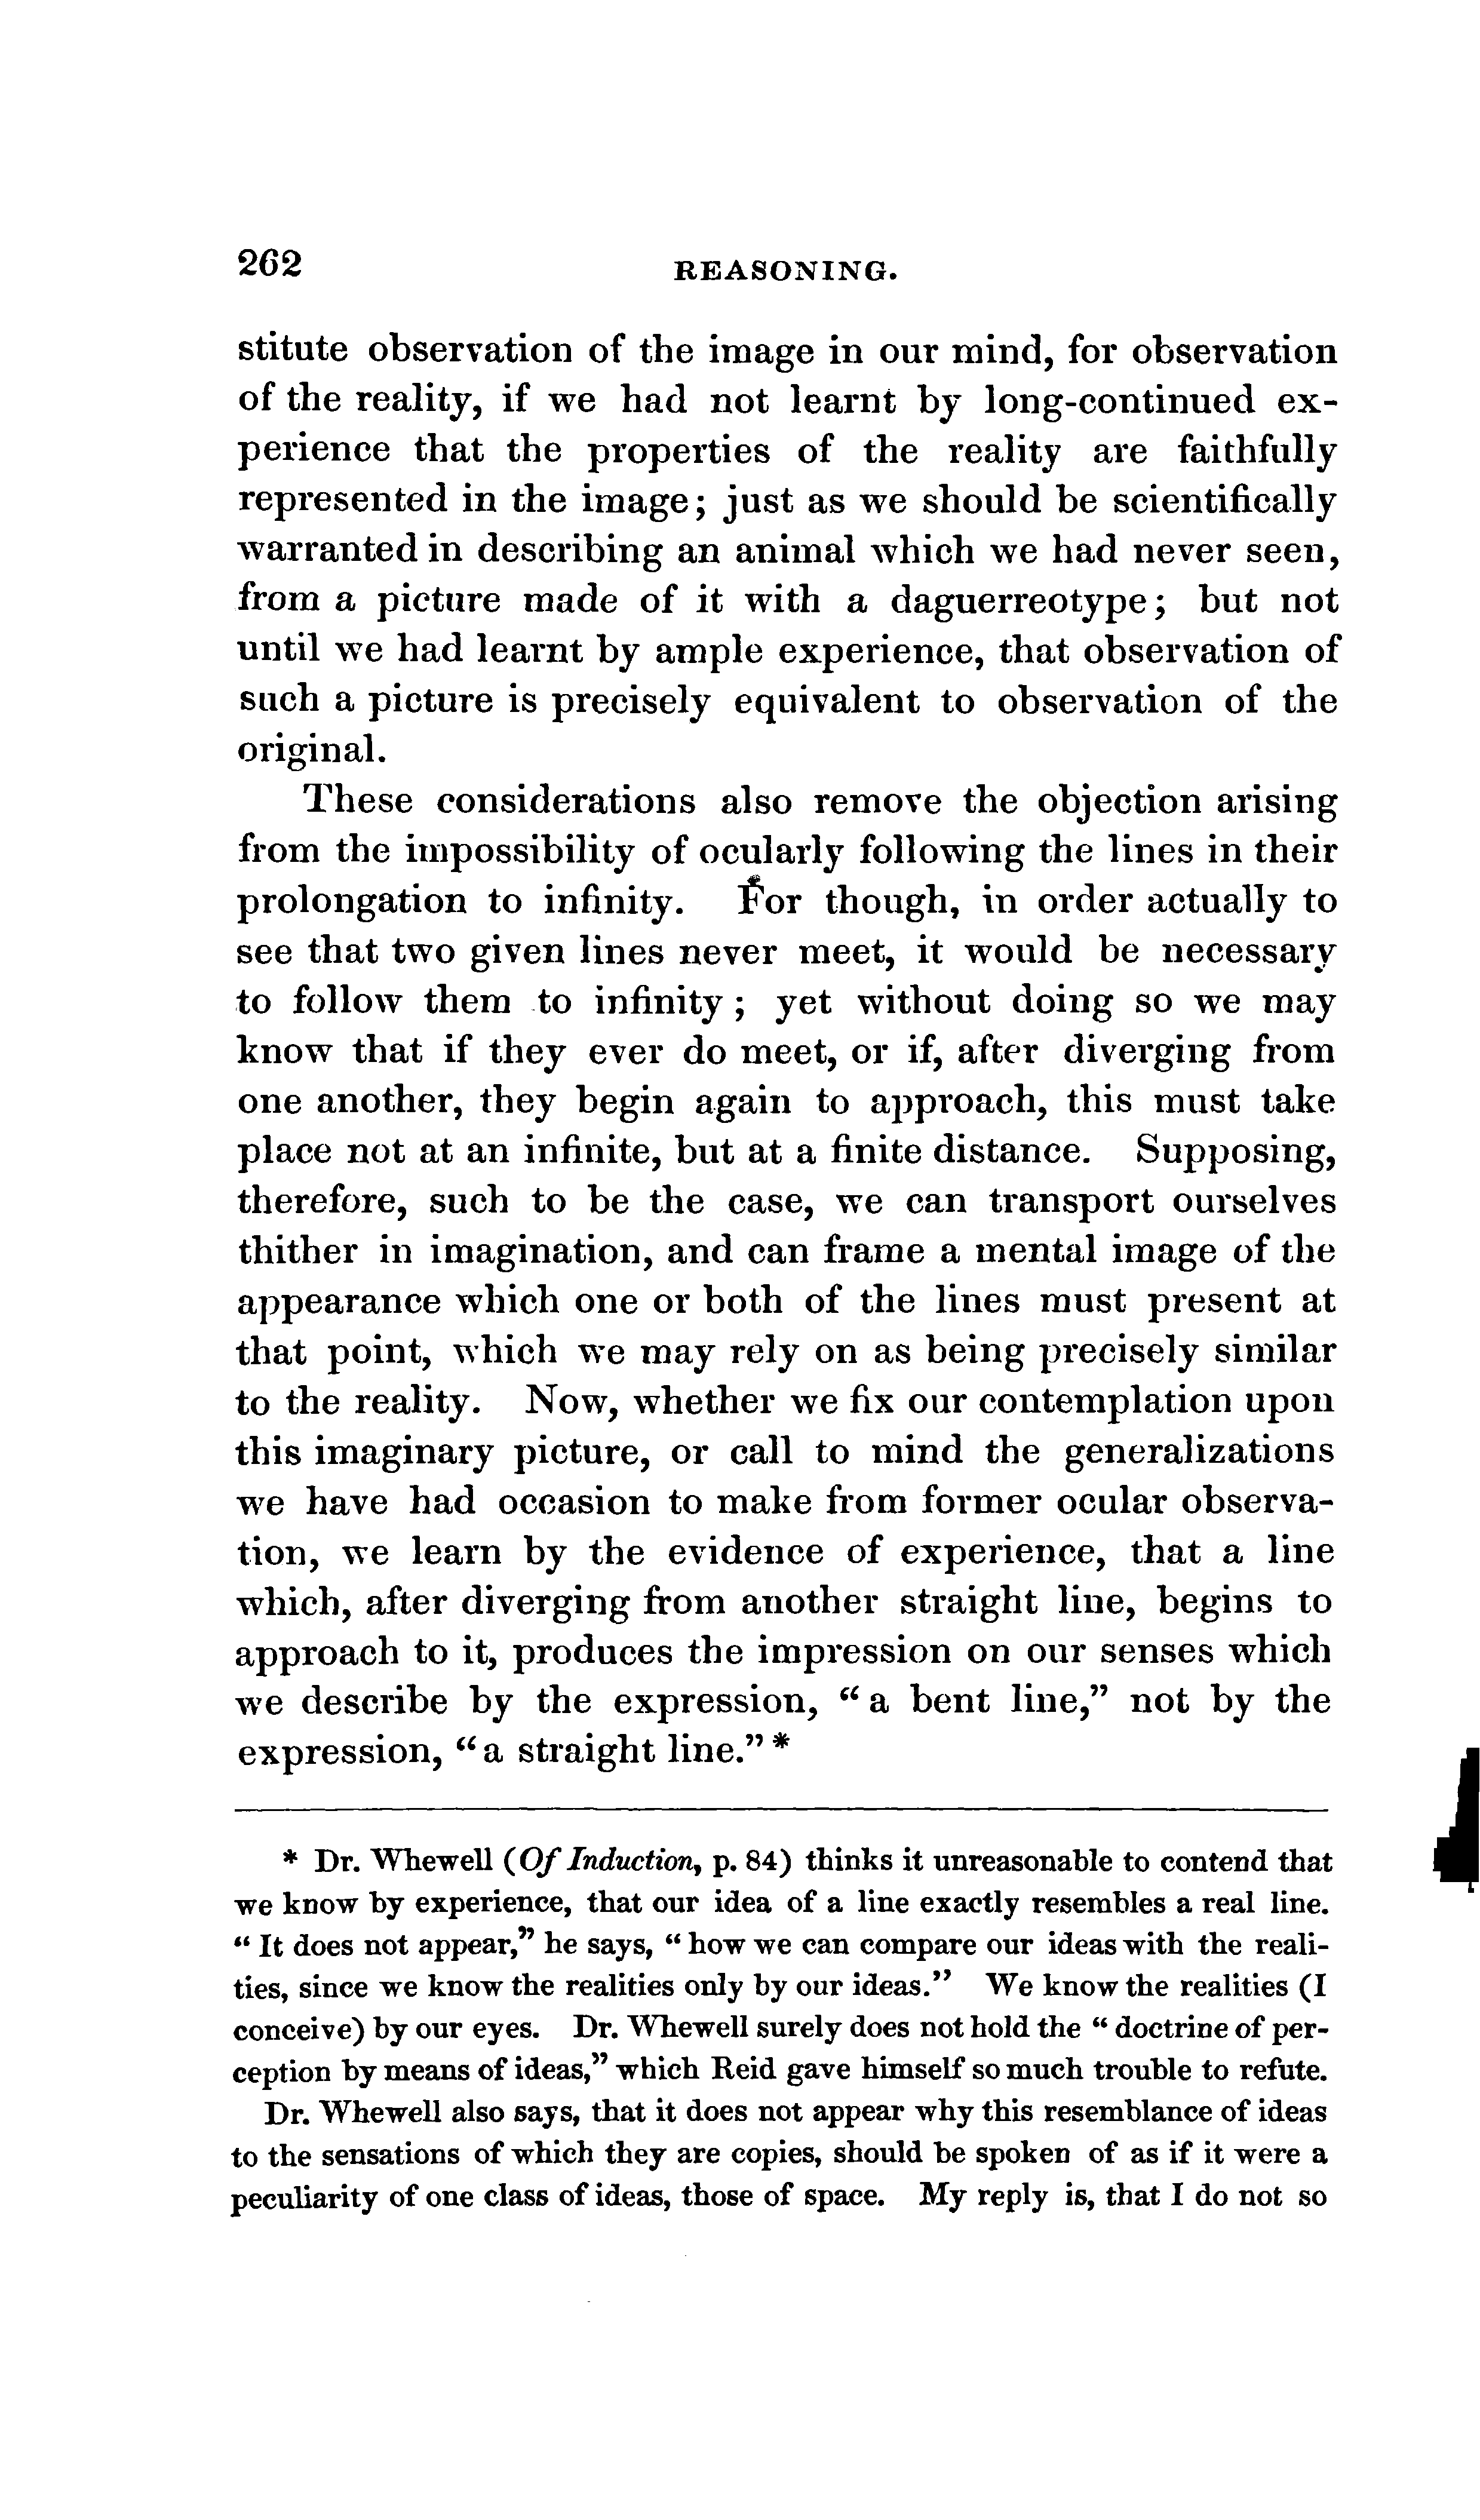 262
REASONING.
stitute observation of the image in our mind, for observation
of the reality, if we had not learnt by long-continued ex-
perience that the properties of the reality are faithfully
represented in the image; just as we should be scientifically
warranted in describing an animal which we had never seen,
from a picture made of it with a daguerreotype; but not
until we had learnt by ample experience, that observation of
such a picture is precisely equivalent to observation of the
original.
These considerations also remove the objection arising
from the impossibility of ocularly following the lines in their
prolongation to infinity. For though, in order actually to
see that two given lines never meet, it would be necessary
to follow them to infinity; yet without doing so we may
know that if they ever do meet, or if, after diverging from
one another, they begin again to approach, this must take
place not at an infinite, but at a finite distance. Supposing,
therefore, such to be the case, we can transport ourselves
thither in imagination, and can frame a mental image of the
appearance which one or both of the lines must present at
that point, which we may rely on as being precisely similar
to the reality. Now, whether we fix our contemplation upon
this imaginary picture, or call to mind the generalizations
we have had occasion to make from former ocular observa-
tion, we learn by the evidence of experience, that a line
which, after diverging from another straight line, begins to
approach to it, produces the impression on our senses which
we describe by the expression, "a bent line," not by the
expression, "a straight line." *
* Dr. Whewell (Of Induction, p. 84) thinks it unreasonable to contend that
we know by experience, that our idea of a line exactly resembles a real line.
"It does not appear," he says, "how we can compare our ideas with the reali-
ties, since we know the realities only by our ideas." We know the realities (I
conceive) by our eyes. Dr. Whewell surely does not hold the "doctrine of per-
ception by means of ideas," which Reid gave himself so much trouble to refute.
Dr. Whewell also says, that it does not appear why this resemblance of ideas
to the sensations of which they are copies, should be spoken of as if it were a
peculiarity of one class of ideas, those of space. My reply is, that I do not so